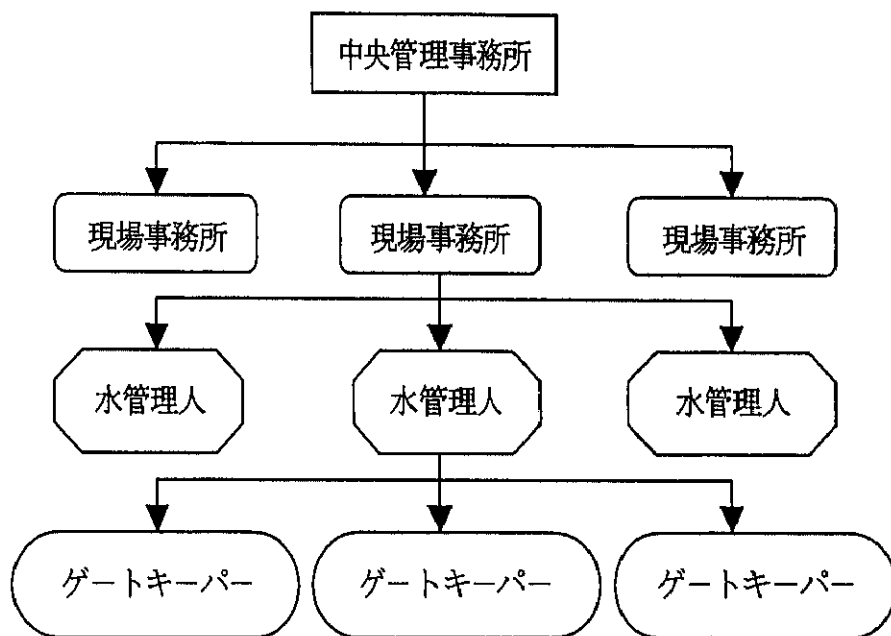 中央管理事務所
現場事務所
現場事務所
現場事務所
水管理人
水管理人
水管理人
ゲートキーパー
ゲートキーパー
ゲートキーパー